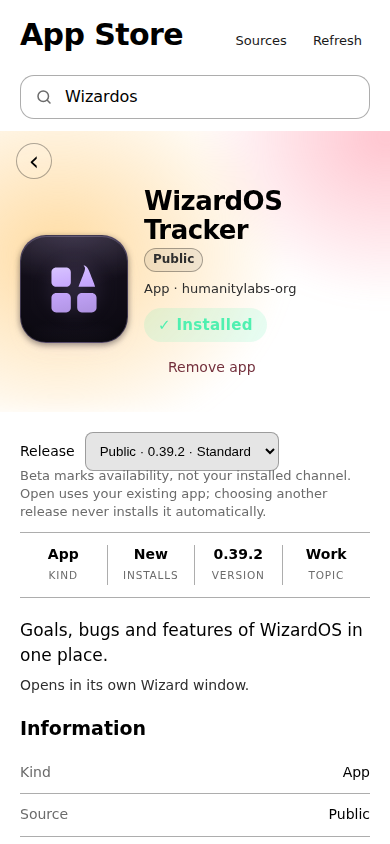 App Store
Sources
Refresh
Wizardos
WizardOS
Tracker
Public
App · humanitylabs-org
✓ Installed
Remove app
Release
Public · 0.39.2 · Standard
Beta marks availability, not your installed channel.
Open uses your existing app; choosing another
release never installs it automatically.
App
KIND
New
INSTALLS
0.39.2
VERSION
Work
TOPIC
Goals, bugs and features of WizardOS in
one place.
Opens in its own Wizard window.
Information
Kind
App
Source
Public